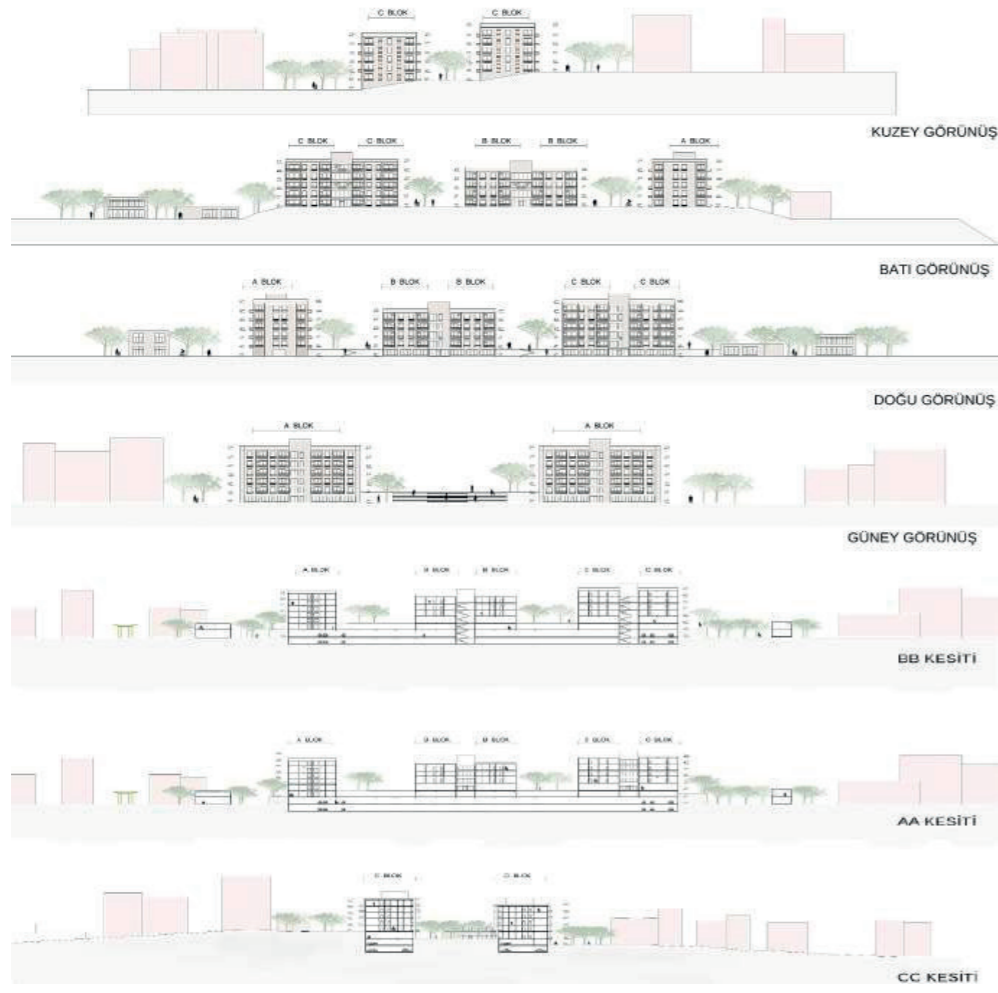 C BLOK
C BLOK
KUZEY GÖRÜNÜŞ
C BLOK C BLOK B BLOK B BLOK A BLOK
BATI GÖRÜNÜŞ
A BLOK B BLOK B BLOK C BLOK C BLOK
DOĞU GÖRÜNÜŞ
A BLOK A BLOK
GÜNEY GÖRÜNÜŞ
A BLOK B BLOK B BLOK C BLOK C BLOK
BB KESİTİ
A BLOK B BLOK B BLOK C BLOK C BLOK
AA KESİTİ
BLOK BLOK
CC KESİTİ